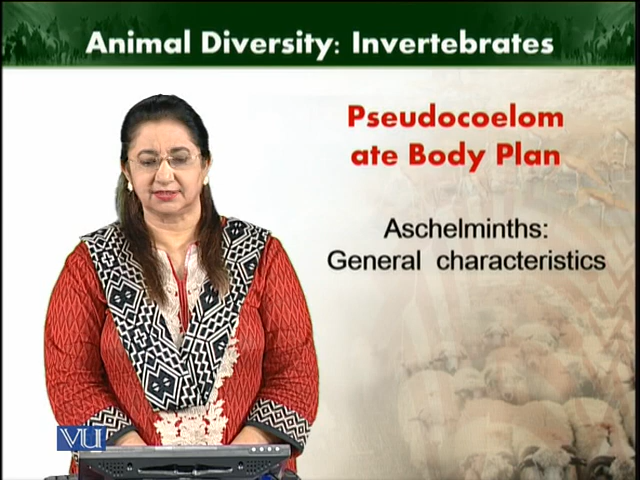 Animal Diversity: Invertebrates
Pseudocoelom
ate Body Plan
Aschelminths:
General characteristics
VU